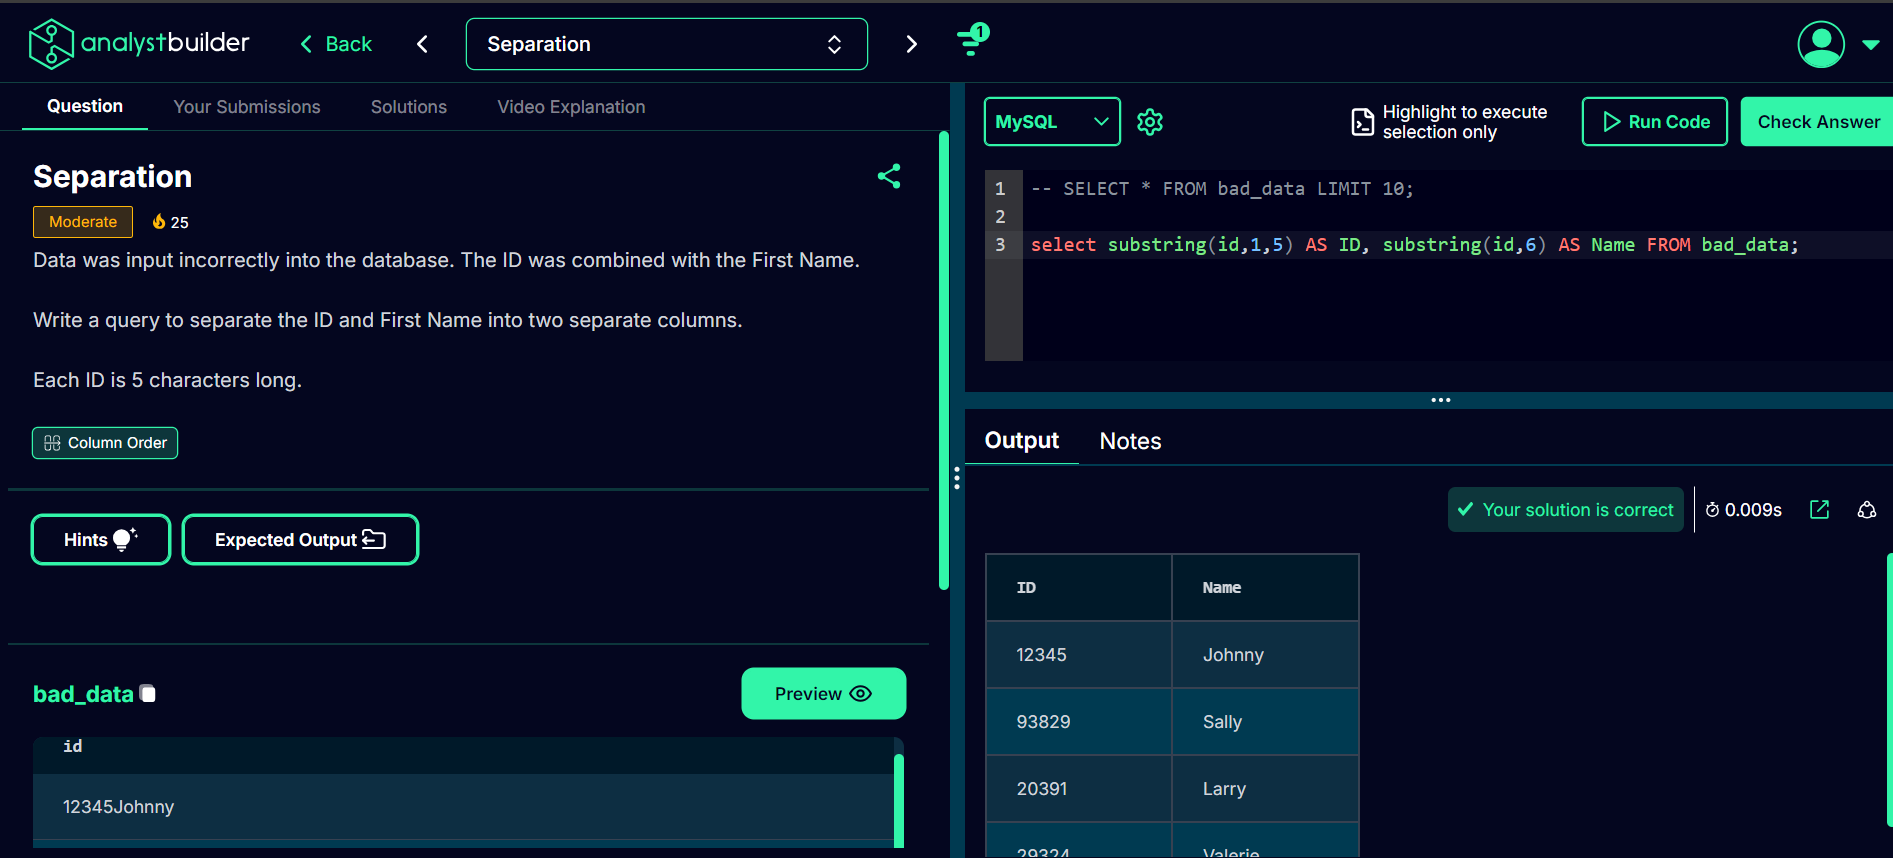 analystbuilder
Back
Separation
1
Question
Your Submissions
Solutions
Video Explanation
Separation
Moderate
25
Data was input incorrectly into the database. The ID was combined with the First Name.
Write a query to separate the ID and First Name into two separate columns.
Each ID is 5 characters long.
Column Order
Hints
Expected Output
bad_data
Preview
id
12345Johnny
MySQL
Highlight to execute
selection only
Run Code
Check Answer
1 -- SELECT * FROM bad_data LIMIT 10;
2
3 select substring(id,1,5) AS ID, substring(id,6) AS Name FROM bad_data;
Output
Notes
Your solution is correct
0.009s
ID Name
12345 Johnny
93829 Sally
20391 Larry
29324 Valerie